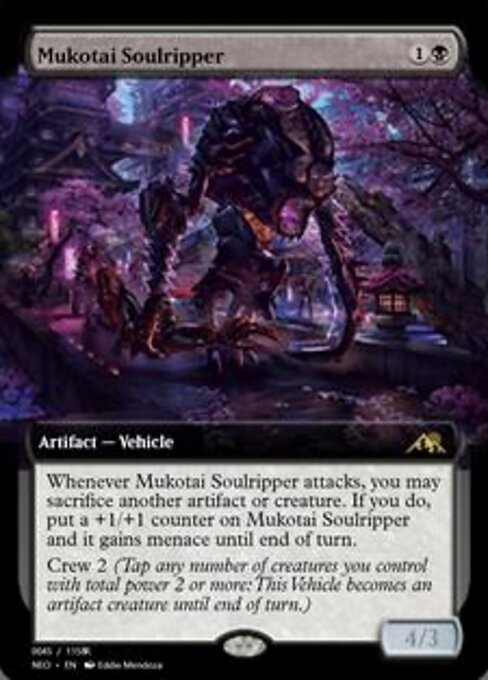 Mukotai Soulripper 1
Artifact — Vehicle
Whenever Mukotai Soulripper attacks, you may
sacrifice another artifact or creature. If you do,
put a +1/+1 counter on Mukotai Soulripper
and it gains menace until end of turn.
Crew 2 (Tap any number of creatures you control
with total power 2 or more: This Vehicle becomes an
artifact creature until end of turn.)
4/3
NEO • EN Eddie Mendoza